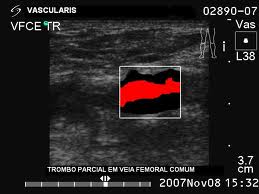 VASCULARIS
02890-07
VFCE TR
Vas
L38
TROMBO PARCIAL EM VEIA FEMORAL COMUM
3.7
cm
2007Nov08 15:32